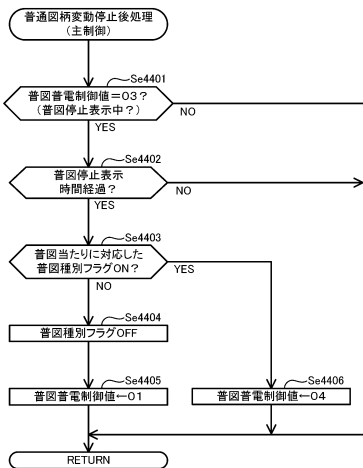 普通図柄変動停止後処理
(主制御)
Se4401
普図普電制御値=03?
(普図停止表示中?)
NO
YES
Se4402
普図停止表示
時間経過?
NO
YES
Se4403
普図当たりに対応した
普図種別フラグON?
YES
NO
Se4404
普図種別フラグOFF
Se4405
普図普電制御値←01
Se4406
普図普電制御値←04
RETURN